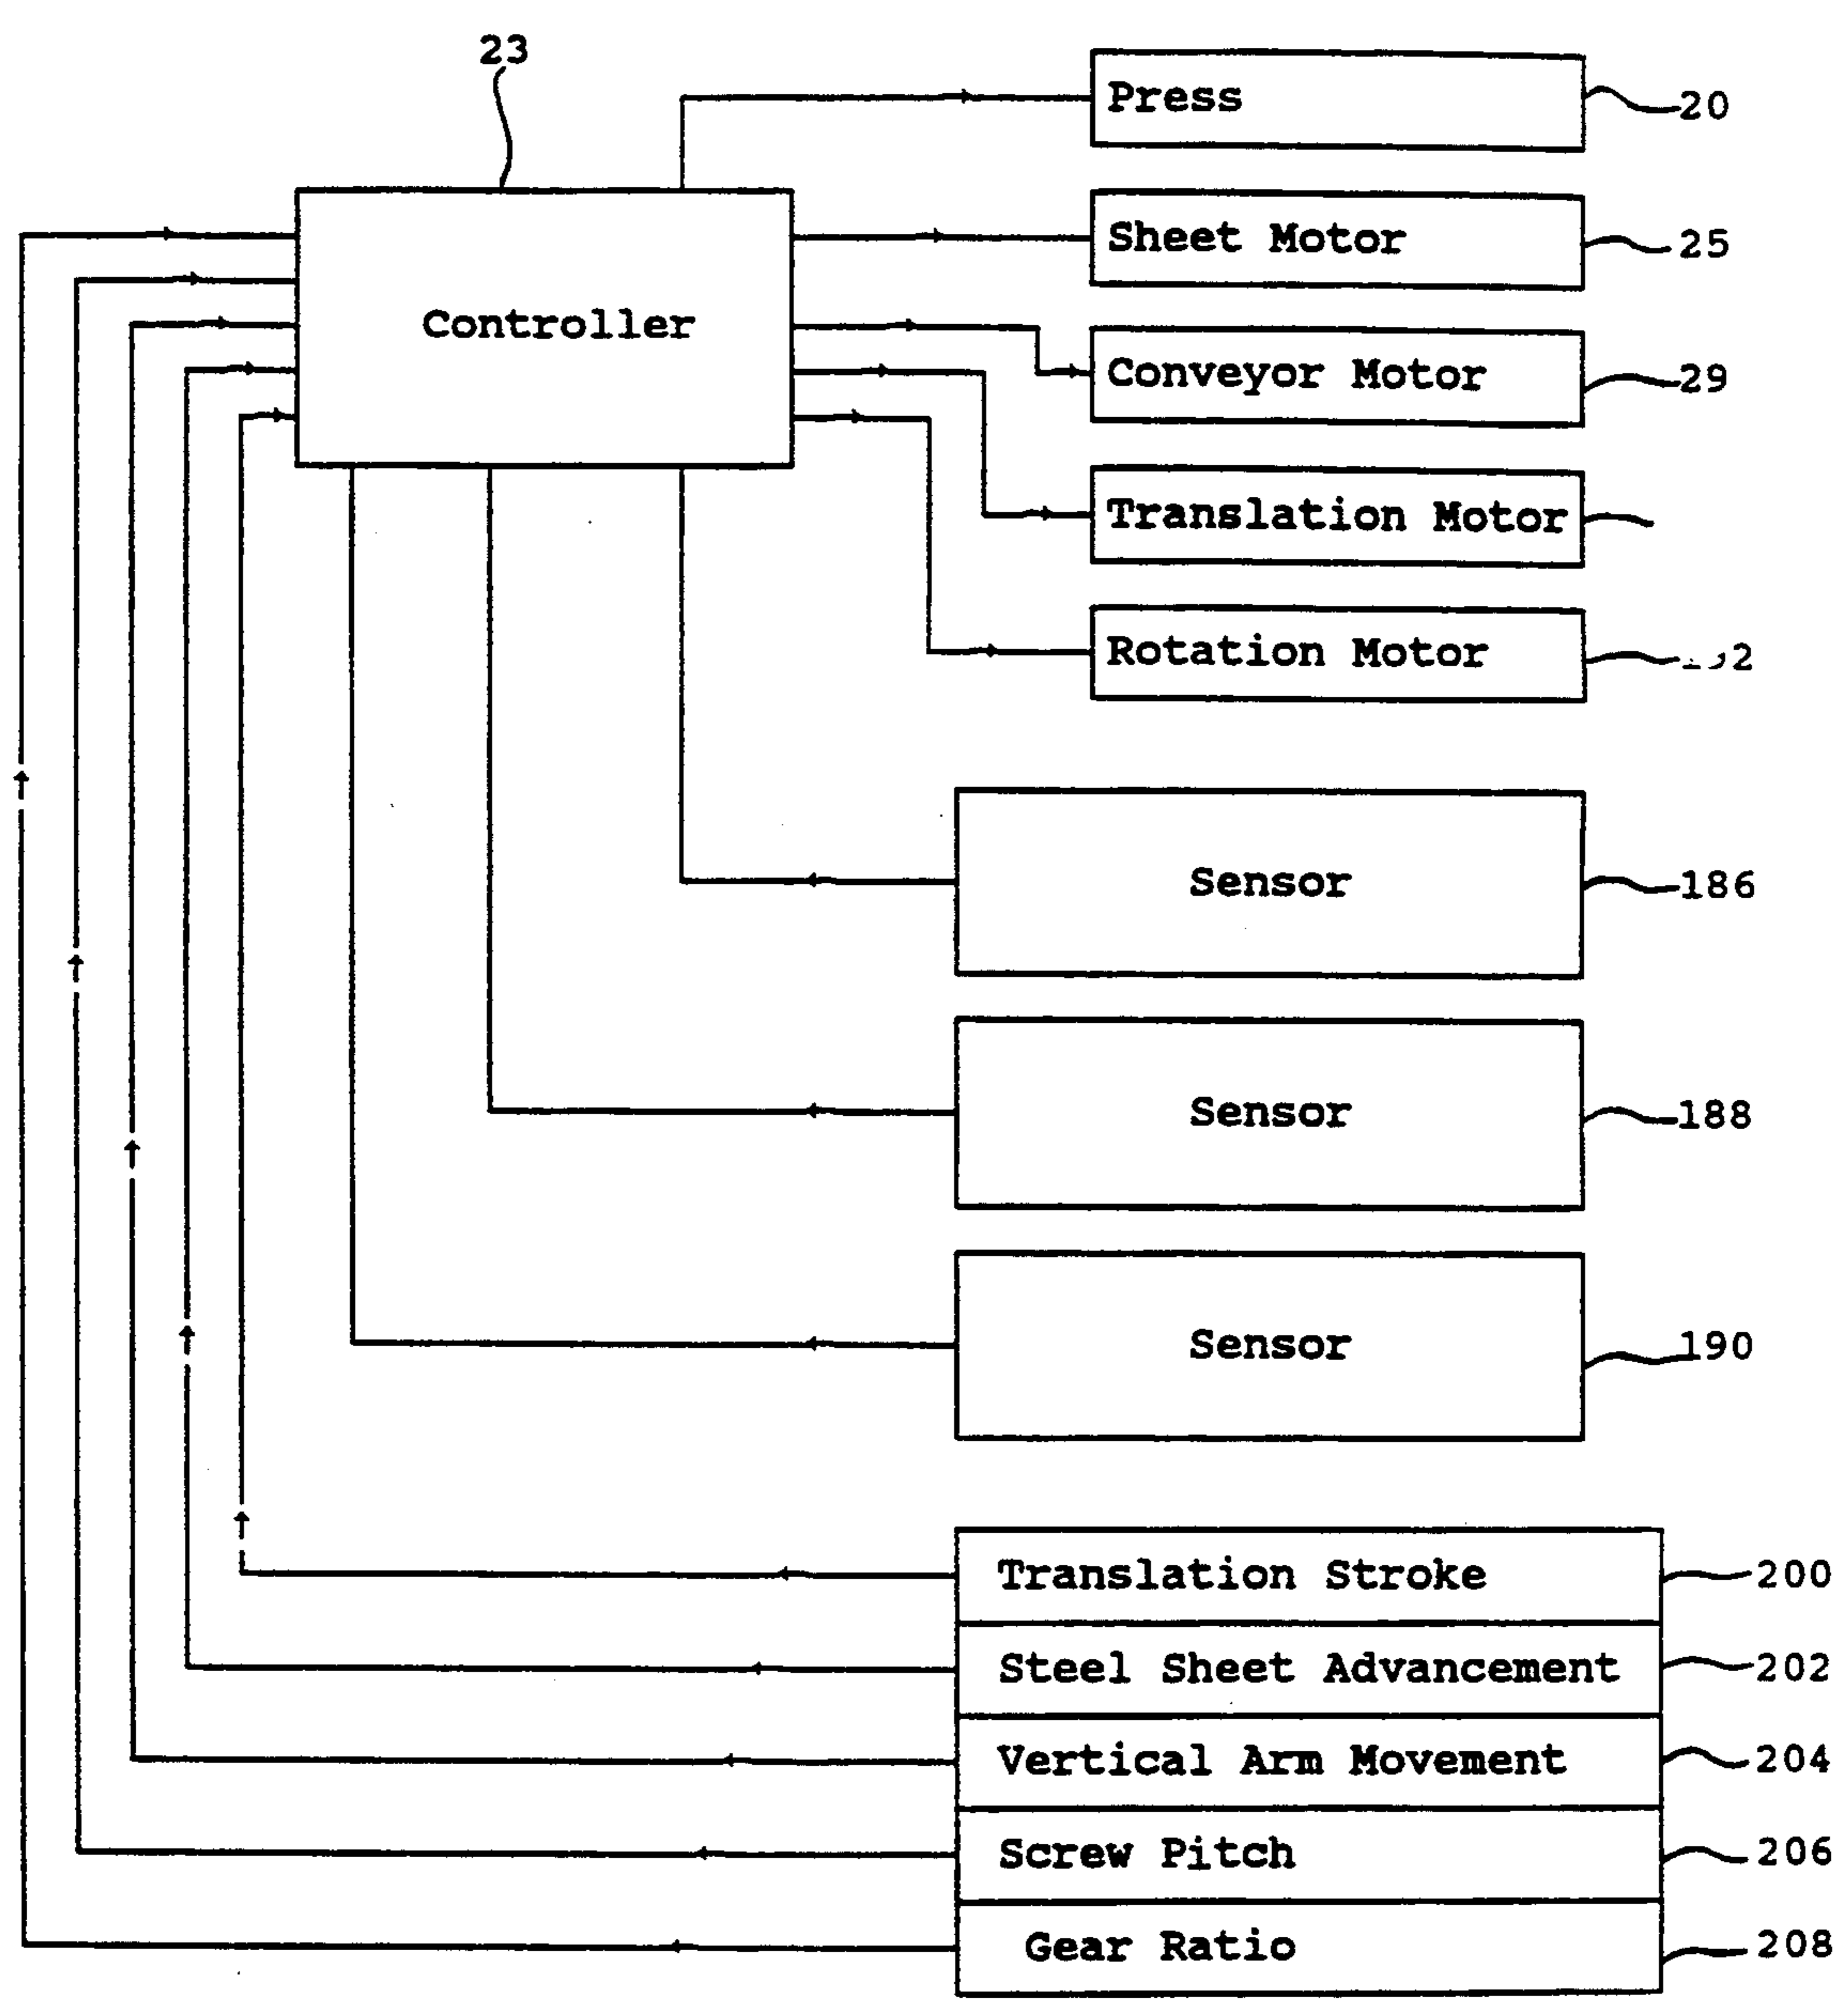 23
Press
20
Sheet Motor
25
Controller
Conveyor Motor
29
Translation Motor
Rotation Motor
Sensor
186
Sensor
188
Sensor
190
Translation Stroke
200
Steel Sheet Advancement
202
Vertical Arm Movement
204
Screw Pitch
206
Gear Ratio
208